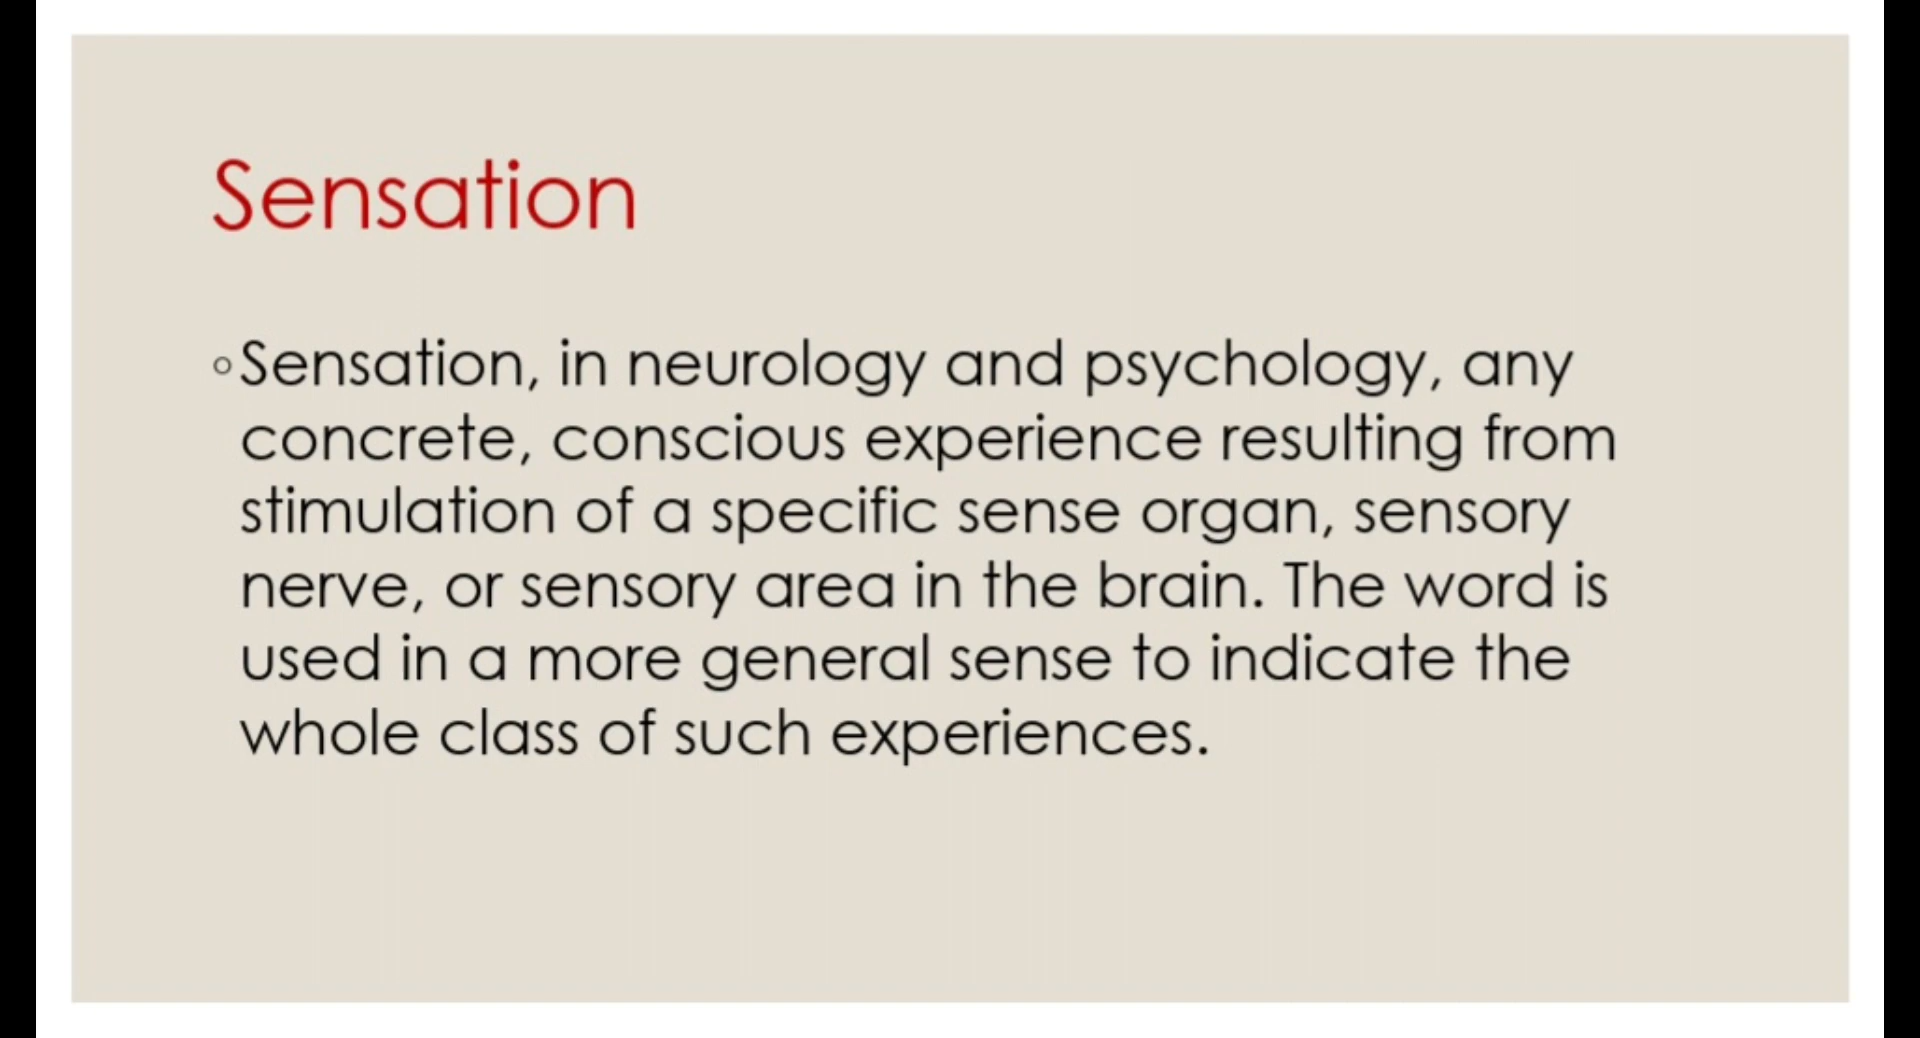 Sensation
◦Sensation, in neurology and psychology, any
concrete, conscious experience resulting from
stimulation of a specific sense organ, sensory
nerve, or sensory area in the brain. The word is
used in a more general sense to indicate the
whole class of such experiences.